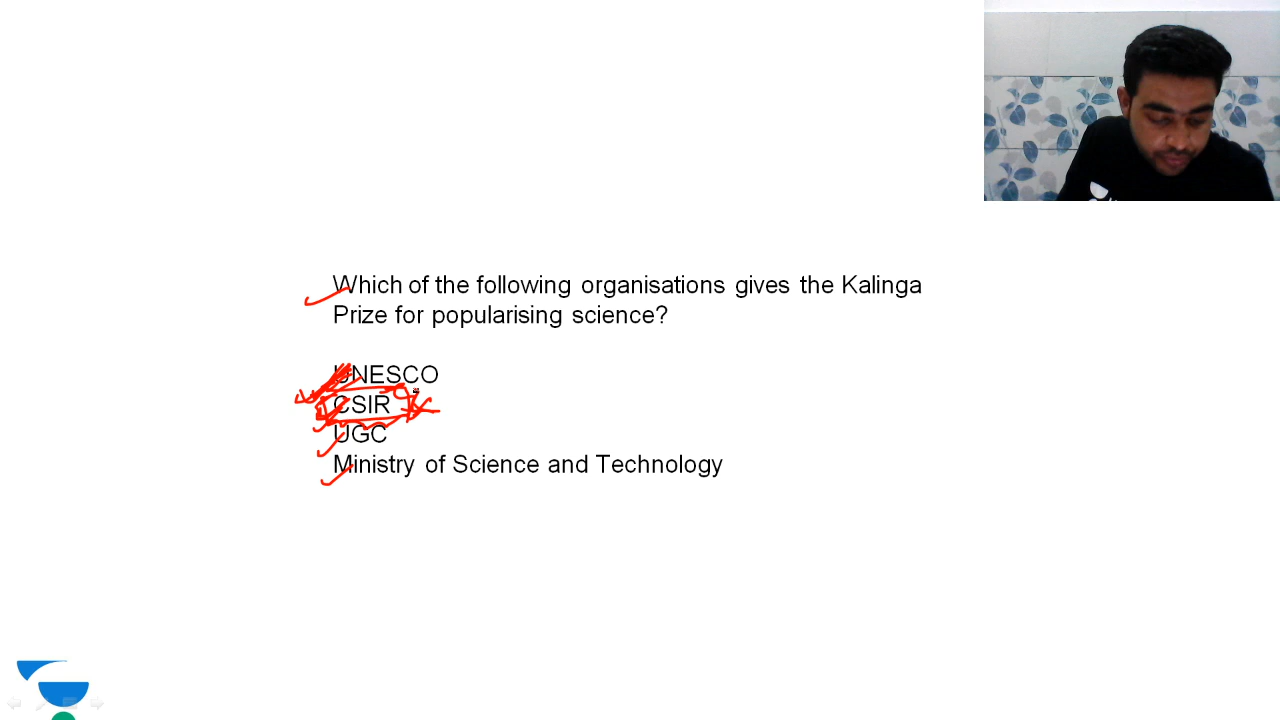 Which of the following organisations gives the Kalinga
Prize for popularising science?
UNESCO
CSIR
UGC
Ministry of Science and Technology